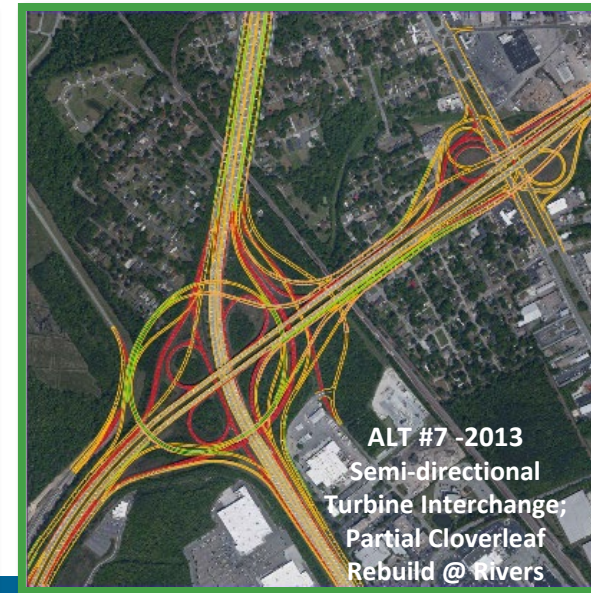 ALT #7 -2013
Semi-directional
Turbine Interchange;
Partial Cloverleaf
Rebuild @ Rivers